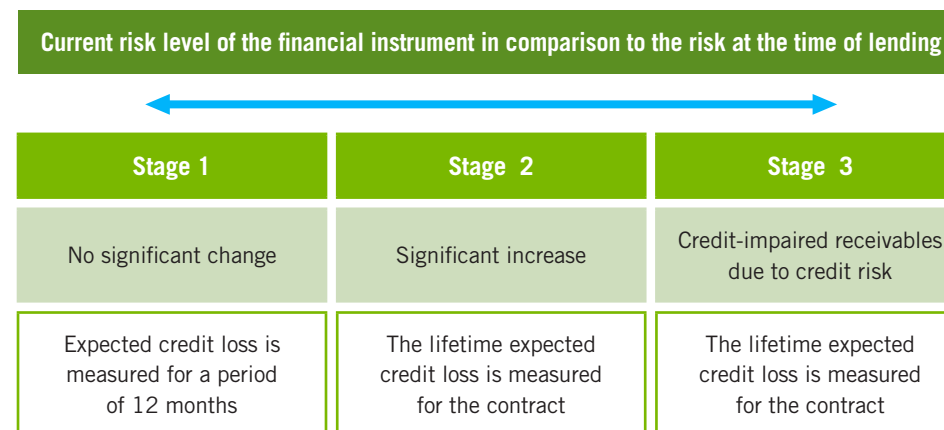 Current risk level of the financial instrument in comparison to the risk at the time of lending
Stage 1
Stage 2
Stage 3
No significant change
Significant increase
Credit-impaired receivables
due to credit risk
Expected credit loss is
measured for a period
of 12 months
The lifetime expected
credit loss is measured
for the contract
The lifetime expected
credit loss is measured
for the contract